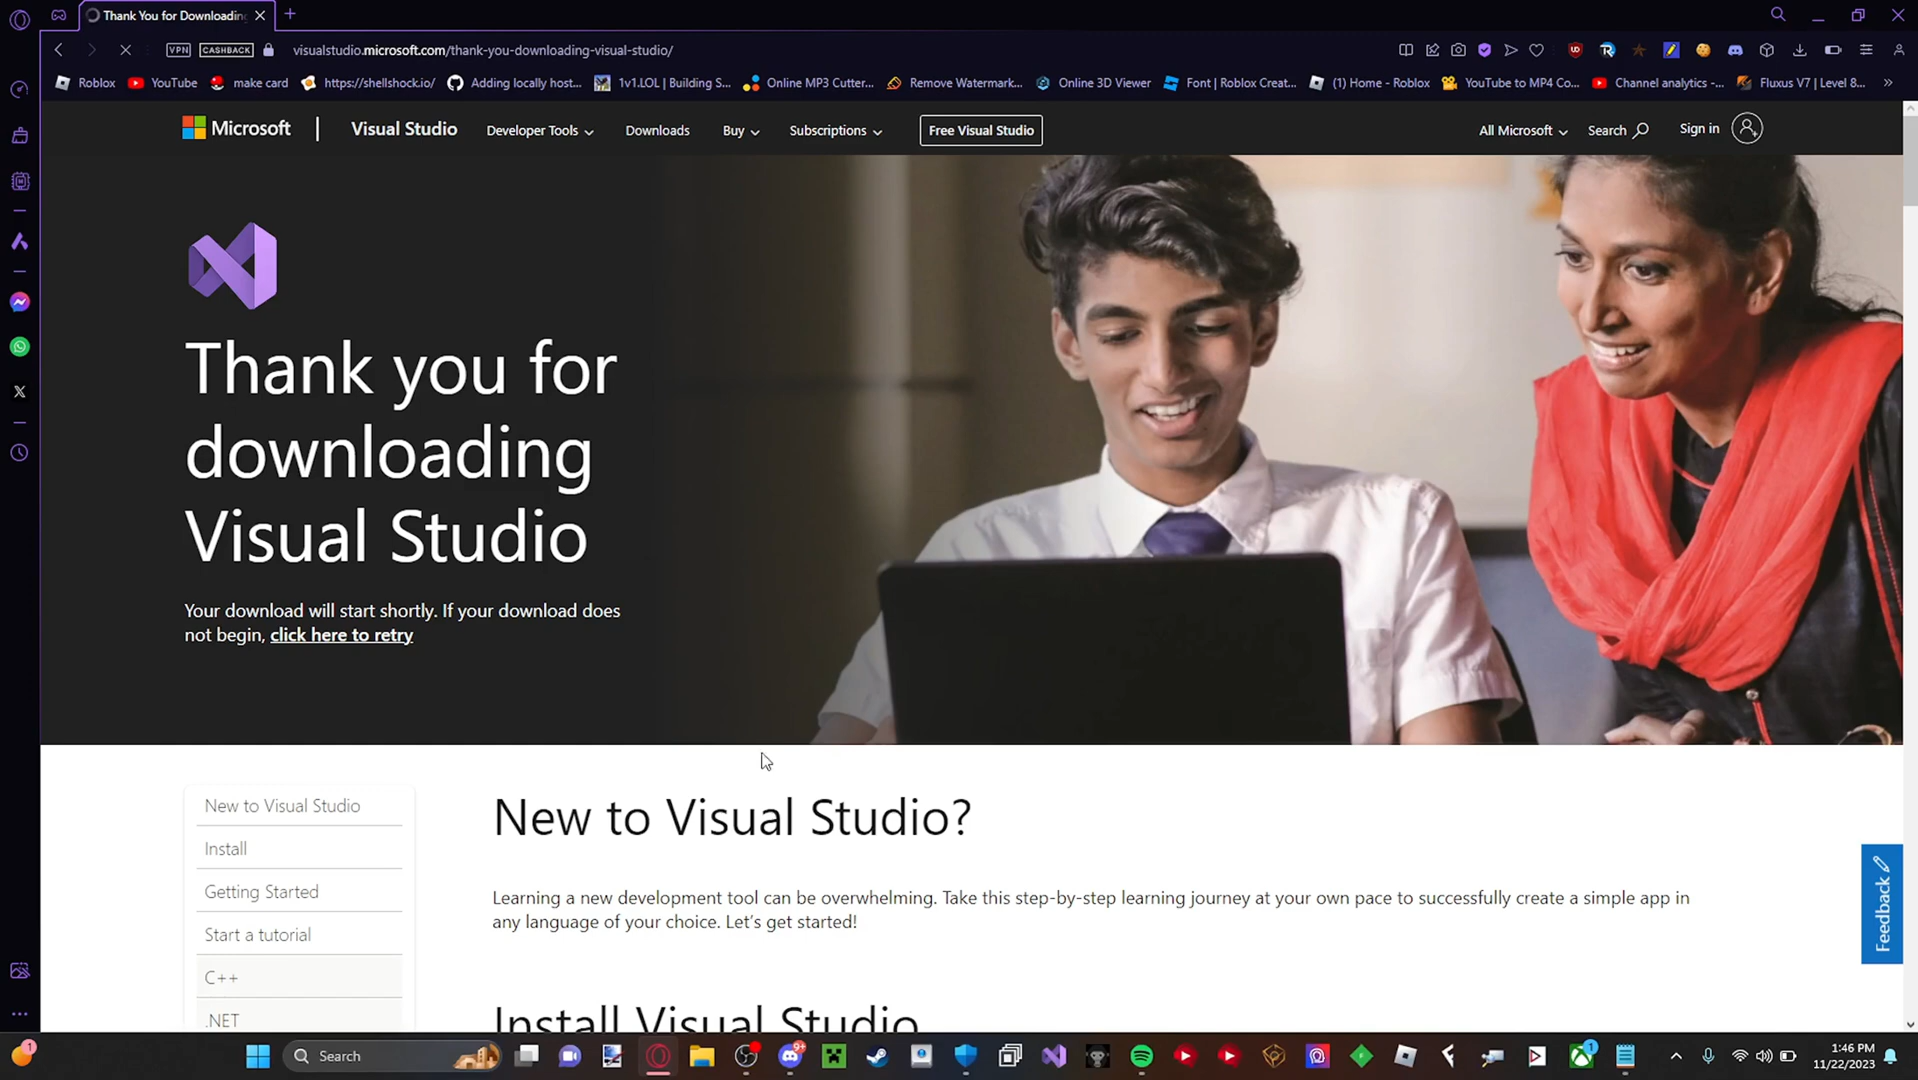 Thank You for Downloading
VPN CASHBACK visualstudio.microsoft.com/thank-you-downloading-visual-studio/
Roblox YouTube make card https://shellshock.io/ Adding locally host... 1v1.LOL | Building S... Online MP3 Cutter... Remove Watermark... Online 3D Viewer Font | Roblox Creat... (1) Home - Roblox YouTube to MP4 Co... Channel analytics -... Fluxus V7 | Level 8...
Microsoft Visual Studio Developer Tools Downloads Buy Subscriptions Free Visual Studio All Microsoft Search Sign in
Thank you for
downloading
Visual Studio
Your download will start shortly. If your download does
not begin, click here to retry
New to Visual Studio
Install
Getting Started
Start a tutorial
C++
.NET
New to Visual Studio?
Learning a new development tool can be overwhelming. Take this step-by-step learning journey at your own pace to successfully create a simple app in
any language of your choice. Let's get started!
Install Visual Studio
Feedback
1 Search 9+ 1 1:46 PM
11/22/2023